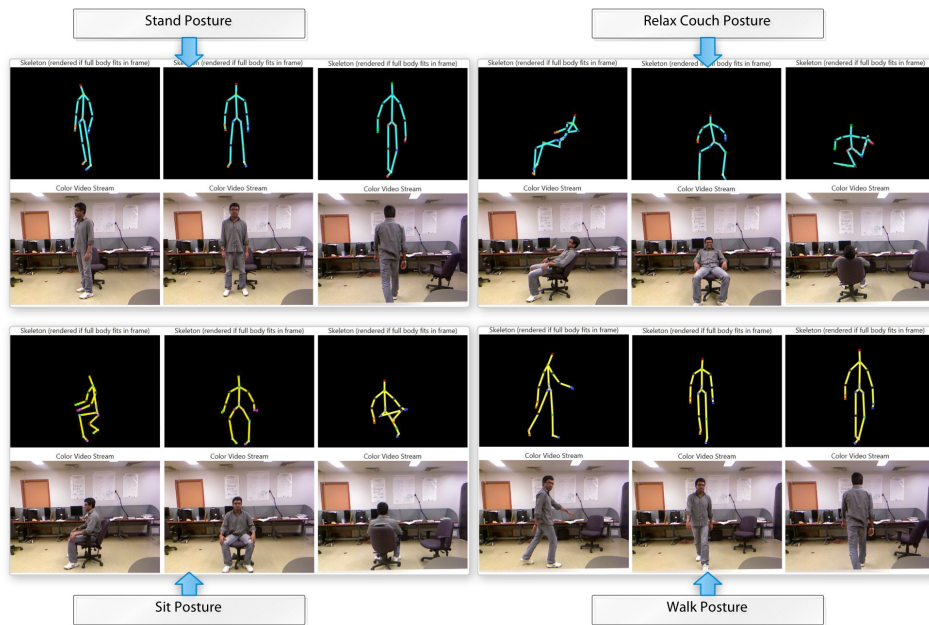 Stand Posture
Relax Couch Posture
Skeleton (rendered if full body fits in frame)
Skeleton (rendered if full body fits in frame)
Skeleton (rendered if full body fits in frame)
Skeleton (rendered if full body fits in frame)
Skeleton (rendered if full body fits in frame)
Skeleton (rendered if full body fits in frame)
Color Video Stream
Color Video Stream
Color Video Stream
Color Video Stream
Color Video Stream
Color Video Stream
Skeleton (rendered if full body fits in frame)
Skeleton (rendered if full body fits in frame)
Skeleton (rendered if full body fits in frame)
Skeleton (rendered if full body fits in frame)
Skeleton (rendered if full body fits in frame)
Skeleton (rendered if full body fits in frame)
Color Video Stream
Color Video Stream
Color Video Stream
Color Video Stream
Color Video Stream
Color Video Stream
Sit Posture
Walk Posture